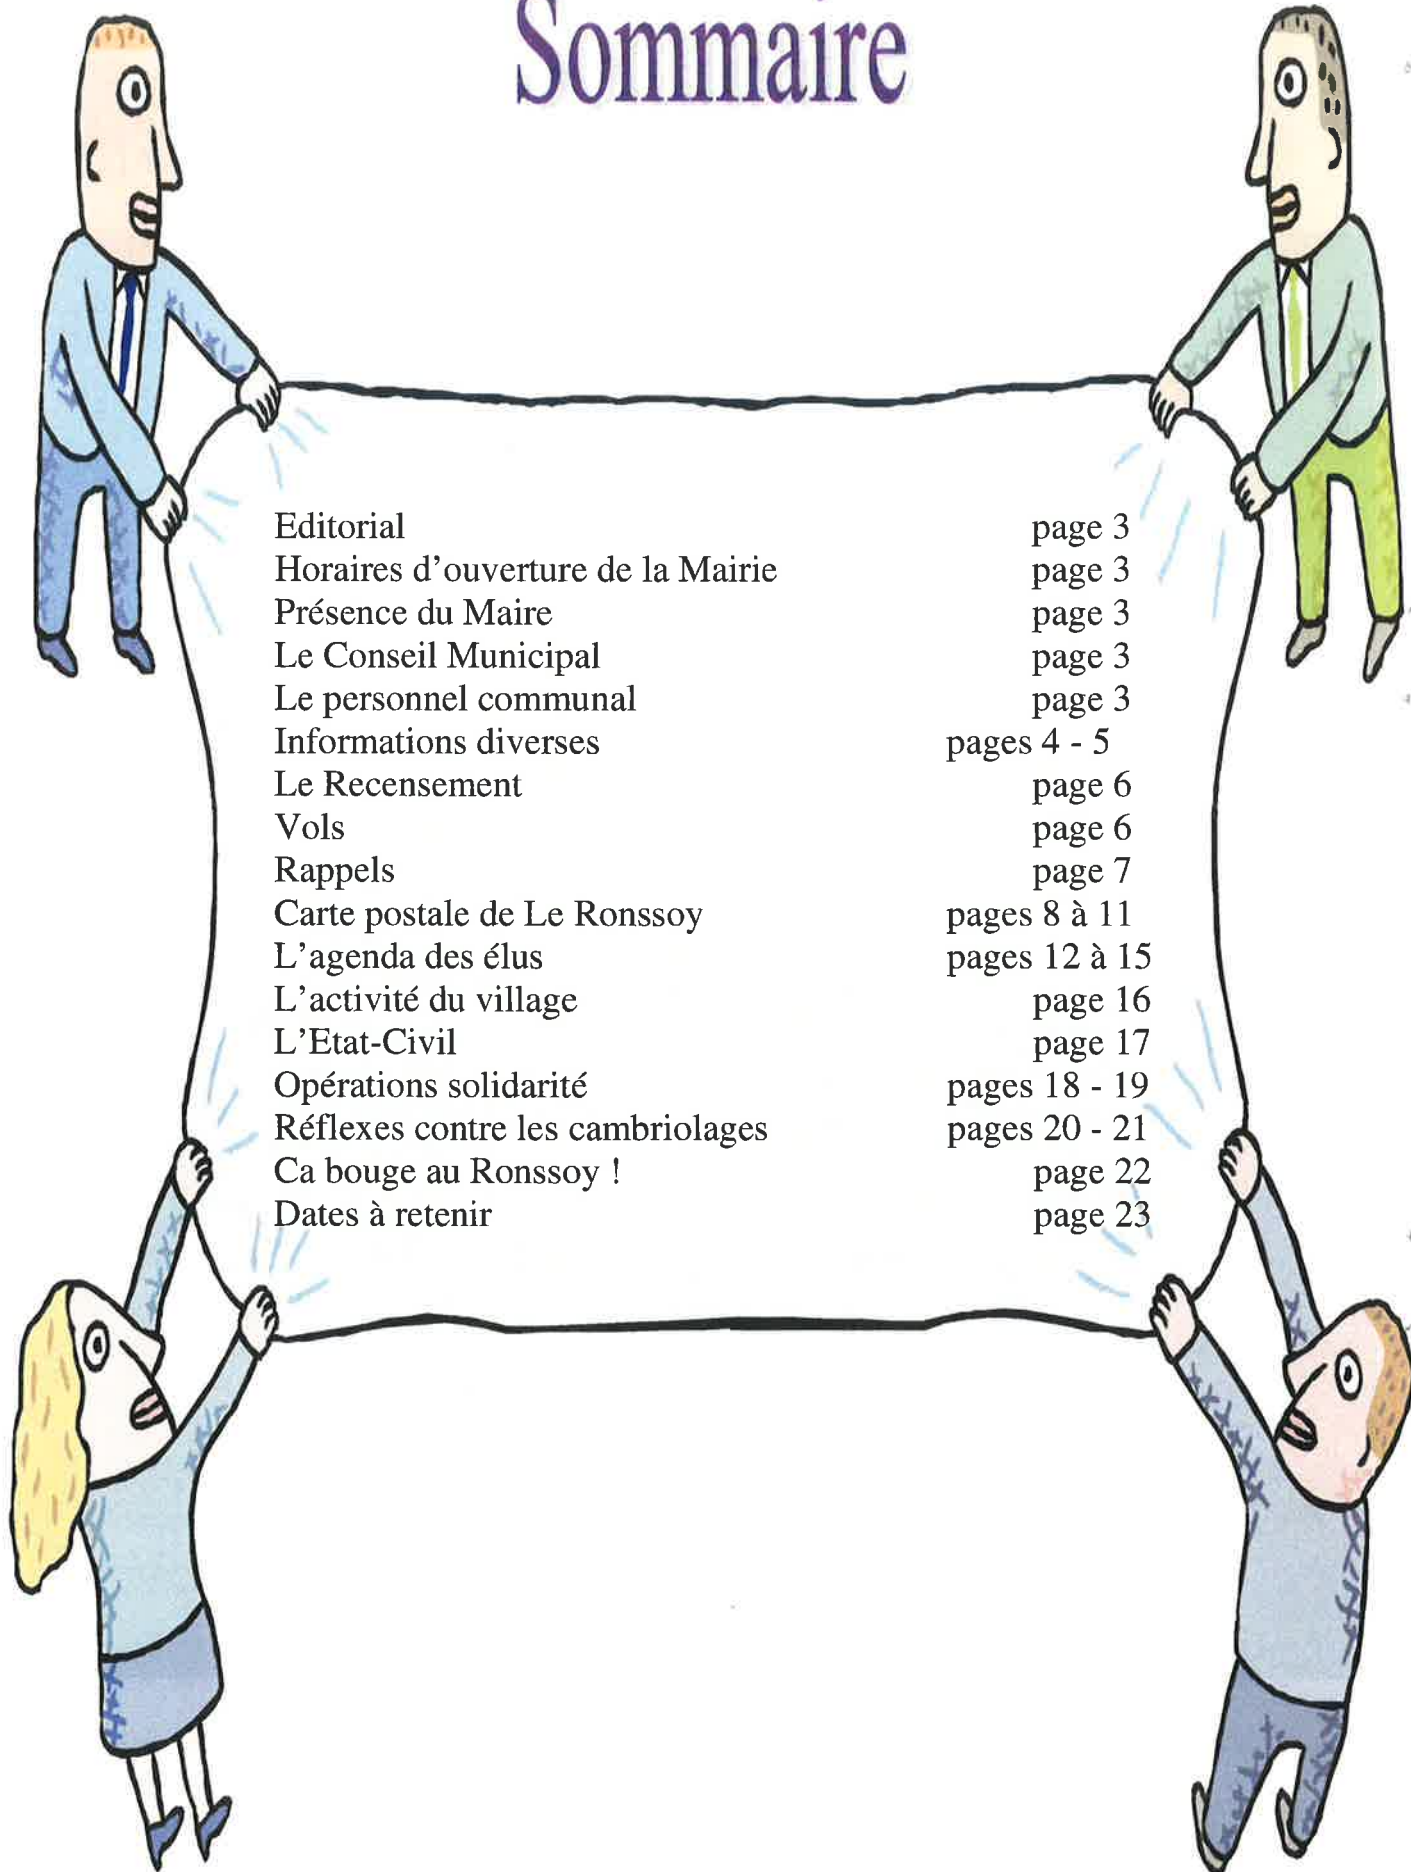 Sommaire
Editorial page 3
Horaires d'ouverture de la Mairie page 3
Présence du Maire page 3
Le Conseil Municipal page 3
Le personnel communal page 3
Informations diverses pages 4 - 5
Le Recensement page 6
Vols page 6
Rappels page 7
Carte postale de Le Ronssoy pages 8 à 11
L'agenda des élus pages 12 à 15
L'activité du village page 16
L'Etat-Civil page 17
Opérations solidarité pages 18 - 19
Réflexes contre les cambriolages pages 20 - 21
Ca bouge au Ronssoy ! page 22
Dates à retenir page 23